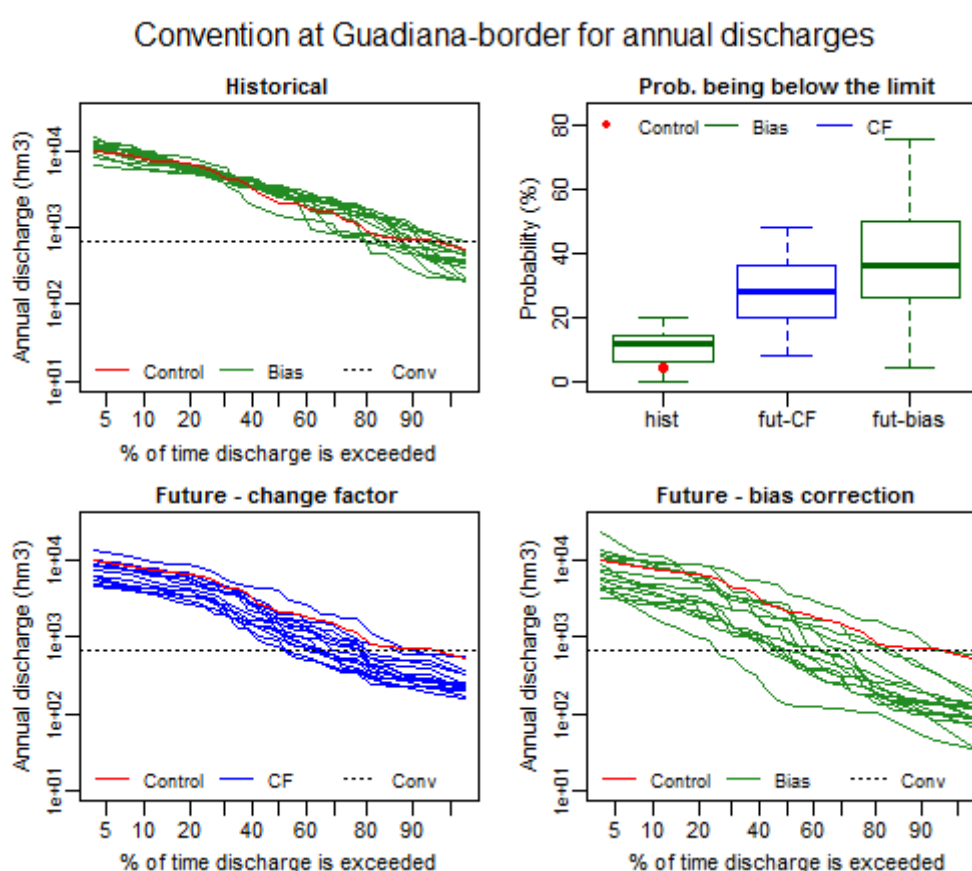 Convention at Guadiana-border for annual discharges
Historical
Annual discharge (hm3)
1e+04
1e+03
1e+02
1e+01
Control Bias Conv
5 10 20 40 60 80 90
% of time discharge is exceeded
Prob. being below the limit
Probability (%)
80
60
40
20
0
Control Bias CF
hist fut-CF fut-bias
Future - change factor
Annual discharge (hm3)
1e+04
1e+03
1e+02
1e+01
Control CF Conv
5 10 20 40 60 80 90
% of time discharge is exceeded
Future - bias correction
Annual discharge (hm3)
1e+04
1e+03
1e+02
1e+01
Control Bias Conv
5 10 20 40 60 80 90
% of time discharge is exceeded